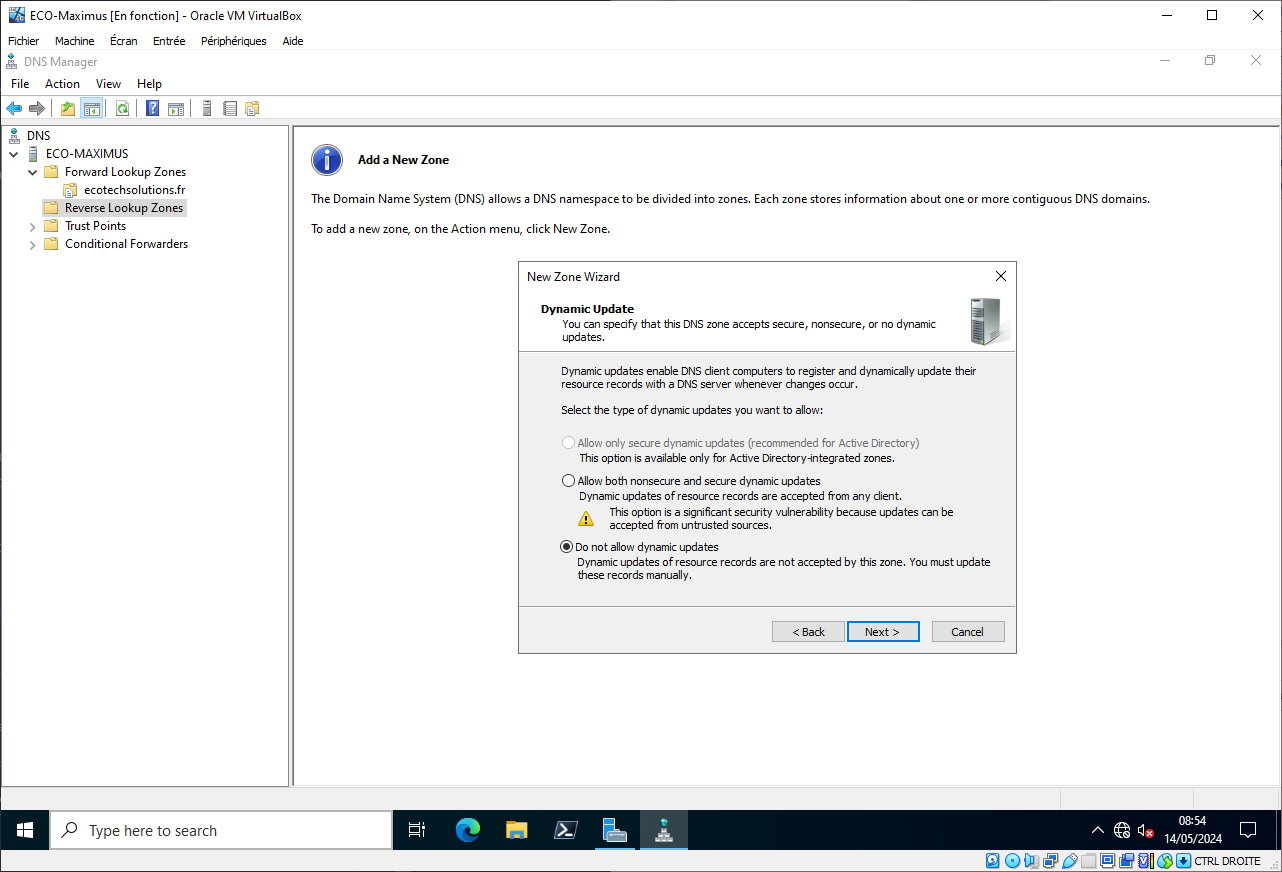 ECO-Maximus [En fonction] - Oracle VM VirtualBox
Fichier Machine Écran Entrée Périphériques Aide
DNS Manager
File Action View Help
DNS
ECO-MAXIMUS
Forward Lookup Zones
ecotechsolutions.fr
Reverse Lookup Zones
Trust Points
Conditional Forwarders
Add a New Zone
The Domain Name System (DNS) allows a DNS namespace to be divided into zones. Each zone stores information about one or more contiguous DNS domains.
To add a new zone, on the Action menu, click New Zone.
New Zone Wizard
Dynamic Update
You can specify that this DNS zone accepts secure, nonsecure, or no dynamic
updates.
Dynamic updates enable DNS client computers to register and dynamically update their
resource records with a DNS server whenever changes occur.
Select the type of dynamic updates you want to allow:
Allow only secure dynamic updates (recommended for Active Directory)
This option is available only for Active Directory-integrated zones.
Allow both nonsecure and secure dynamic updates
Dynamic updates of resource records are accepted from any client.
This option is a significant security vulnerability because updates can be
accepted from untrusted sources.
Do not allow dynamic updates
Dynamic updates of resource records are not accepted by this zone. You must update
these records manually.
< Back Next > Cancel
Type here to search
08:54
14/05/2024
CTRL DROITE